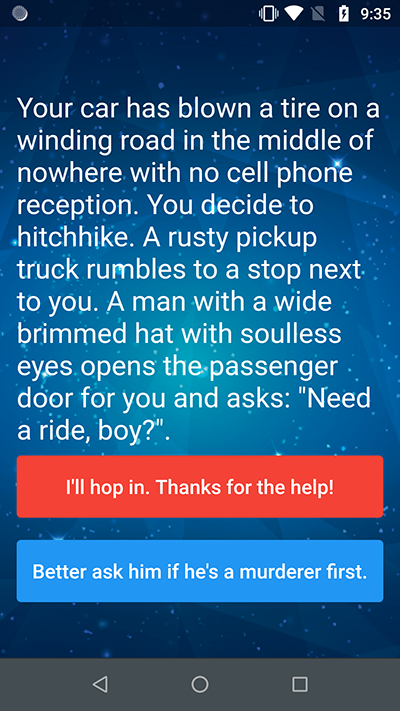 9:35
Your car has blown a tire on a
winding road in the middle of
nowhere with no cell phone
reception. You decide to
hitchhike. A rusty pickup
truck rumbles to a stop next
to you. A man with a wide
brimmed hat with soulless
eyes opens the passenger
door for you and asks: "Need
a ride, boy?".
I'll hop in. Thanks for the help!
Better ask him if he's a murderer first.